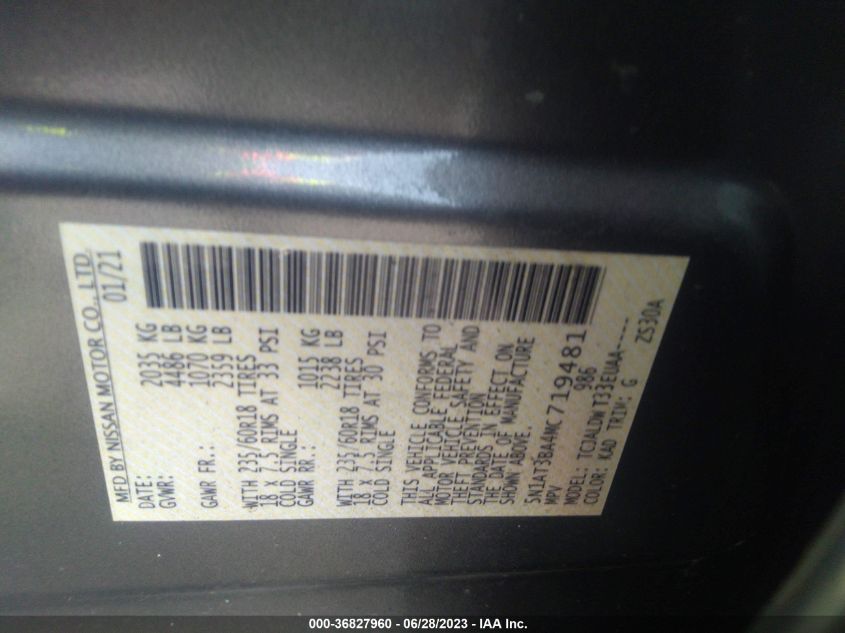 MFD BY NISSAN MOTOR CO., LTD.
DATE: 01/21
GVWR: 2035 KG
4486 LB
GAWR FR.: 1070 KG
2359 LB
WITH 235/60R18 TIRES
18 X 7.5 RIMS AT 33 PSI
COLD SINGLE
GAWR RR.: 1015 KG
2238 LB
WITH 235/60R18 TIRES
18 X 7.5 RIMS AT 30 PSI
COLD SINGLE
THIS VEHICLE CONFORMS TO
ALL APPLICABLE FEDERAL
MOTOR VEHICLE SAFETY AND
THEFT PREVENTION
STANDARDS IN EFFECT ON
THE DATE OF MANUFACTURE
SHOWN ABOVE.
5N1AT3BA4MC719481
MPV 986
MODEL: TCJALDWT33EUAA-----
COLOR: KAD TRIM: G ZS30A
000-36827960 - 06/28/2023 - IAA Inc.